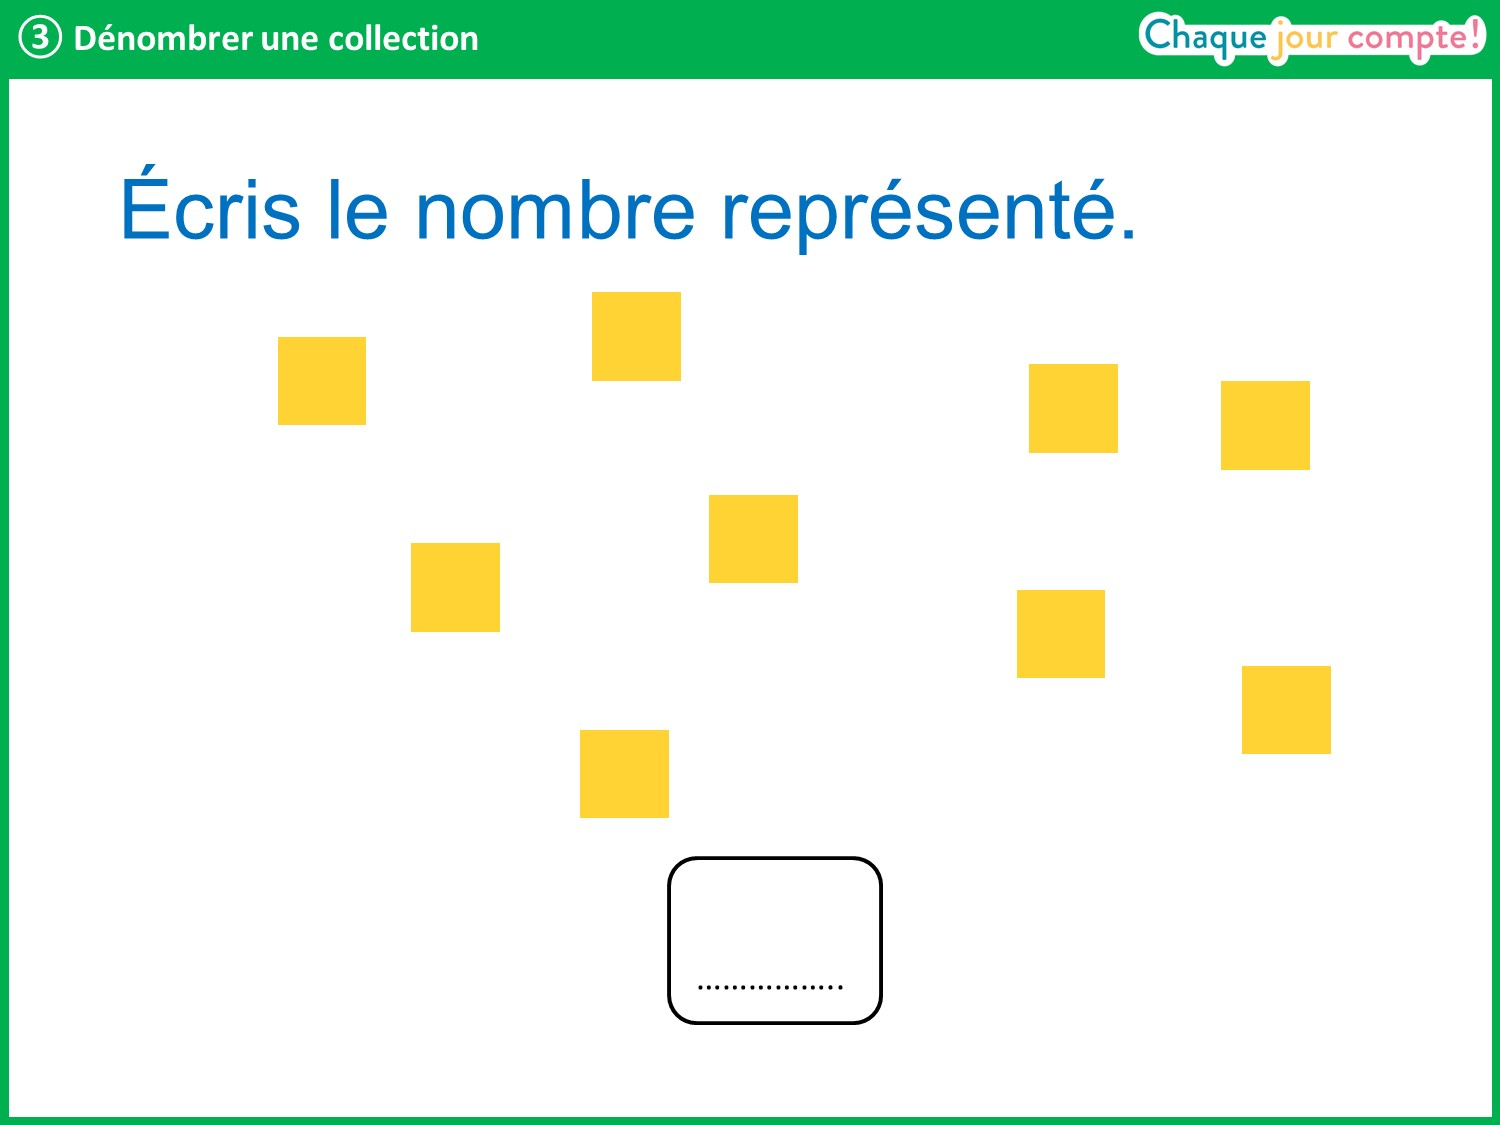 ③ Dénombrer une collection
Chaque jour compte!
Écris le nombre représenté.
……………..